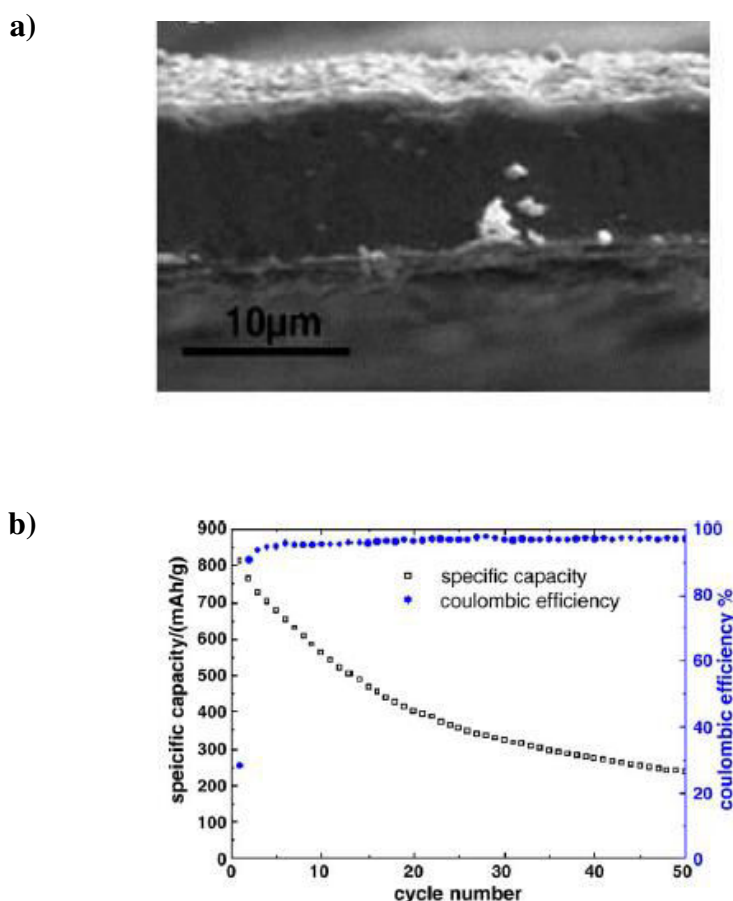 a)
10µm
b)
900
800
700
600
500
400
300
200
100
0
speicific capacity/(mAh/g)
specific capacity
coulombic efficiency
100
80
60
40
20
0
coulombic efficiency %
0 10 20 30 40 50
cycle number